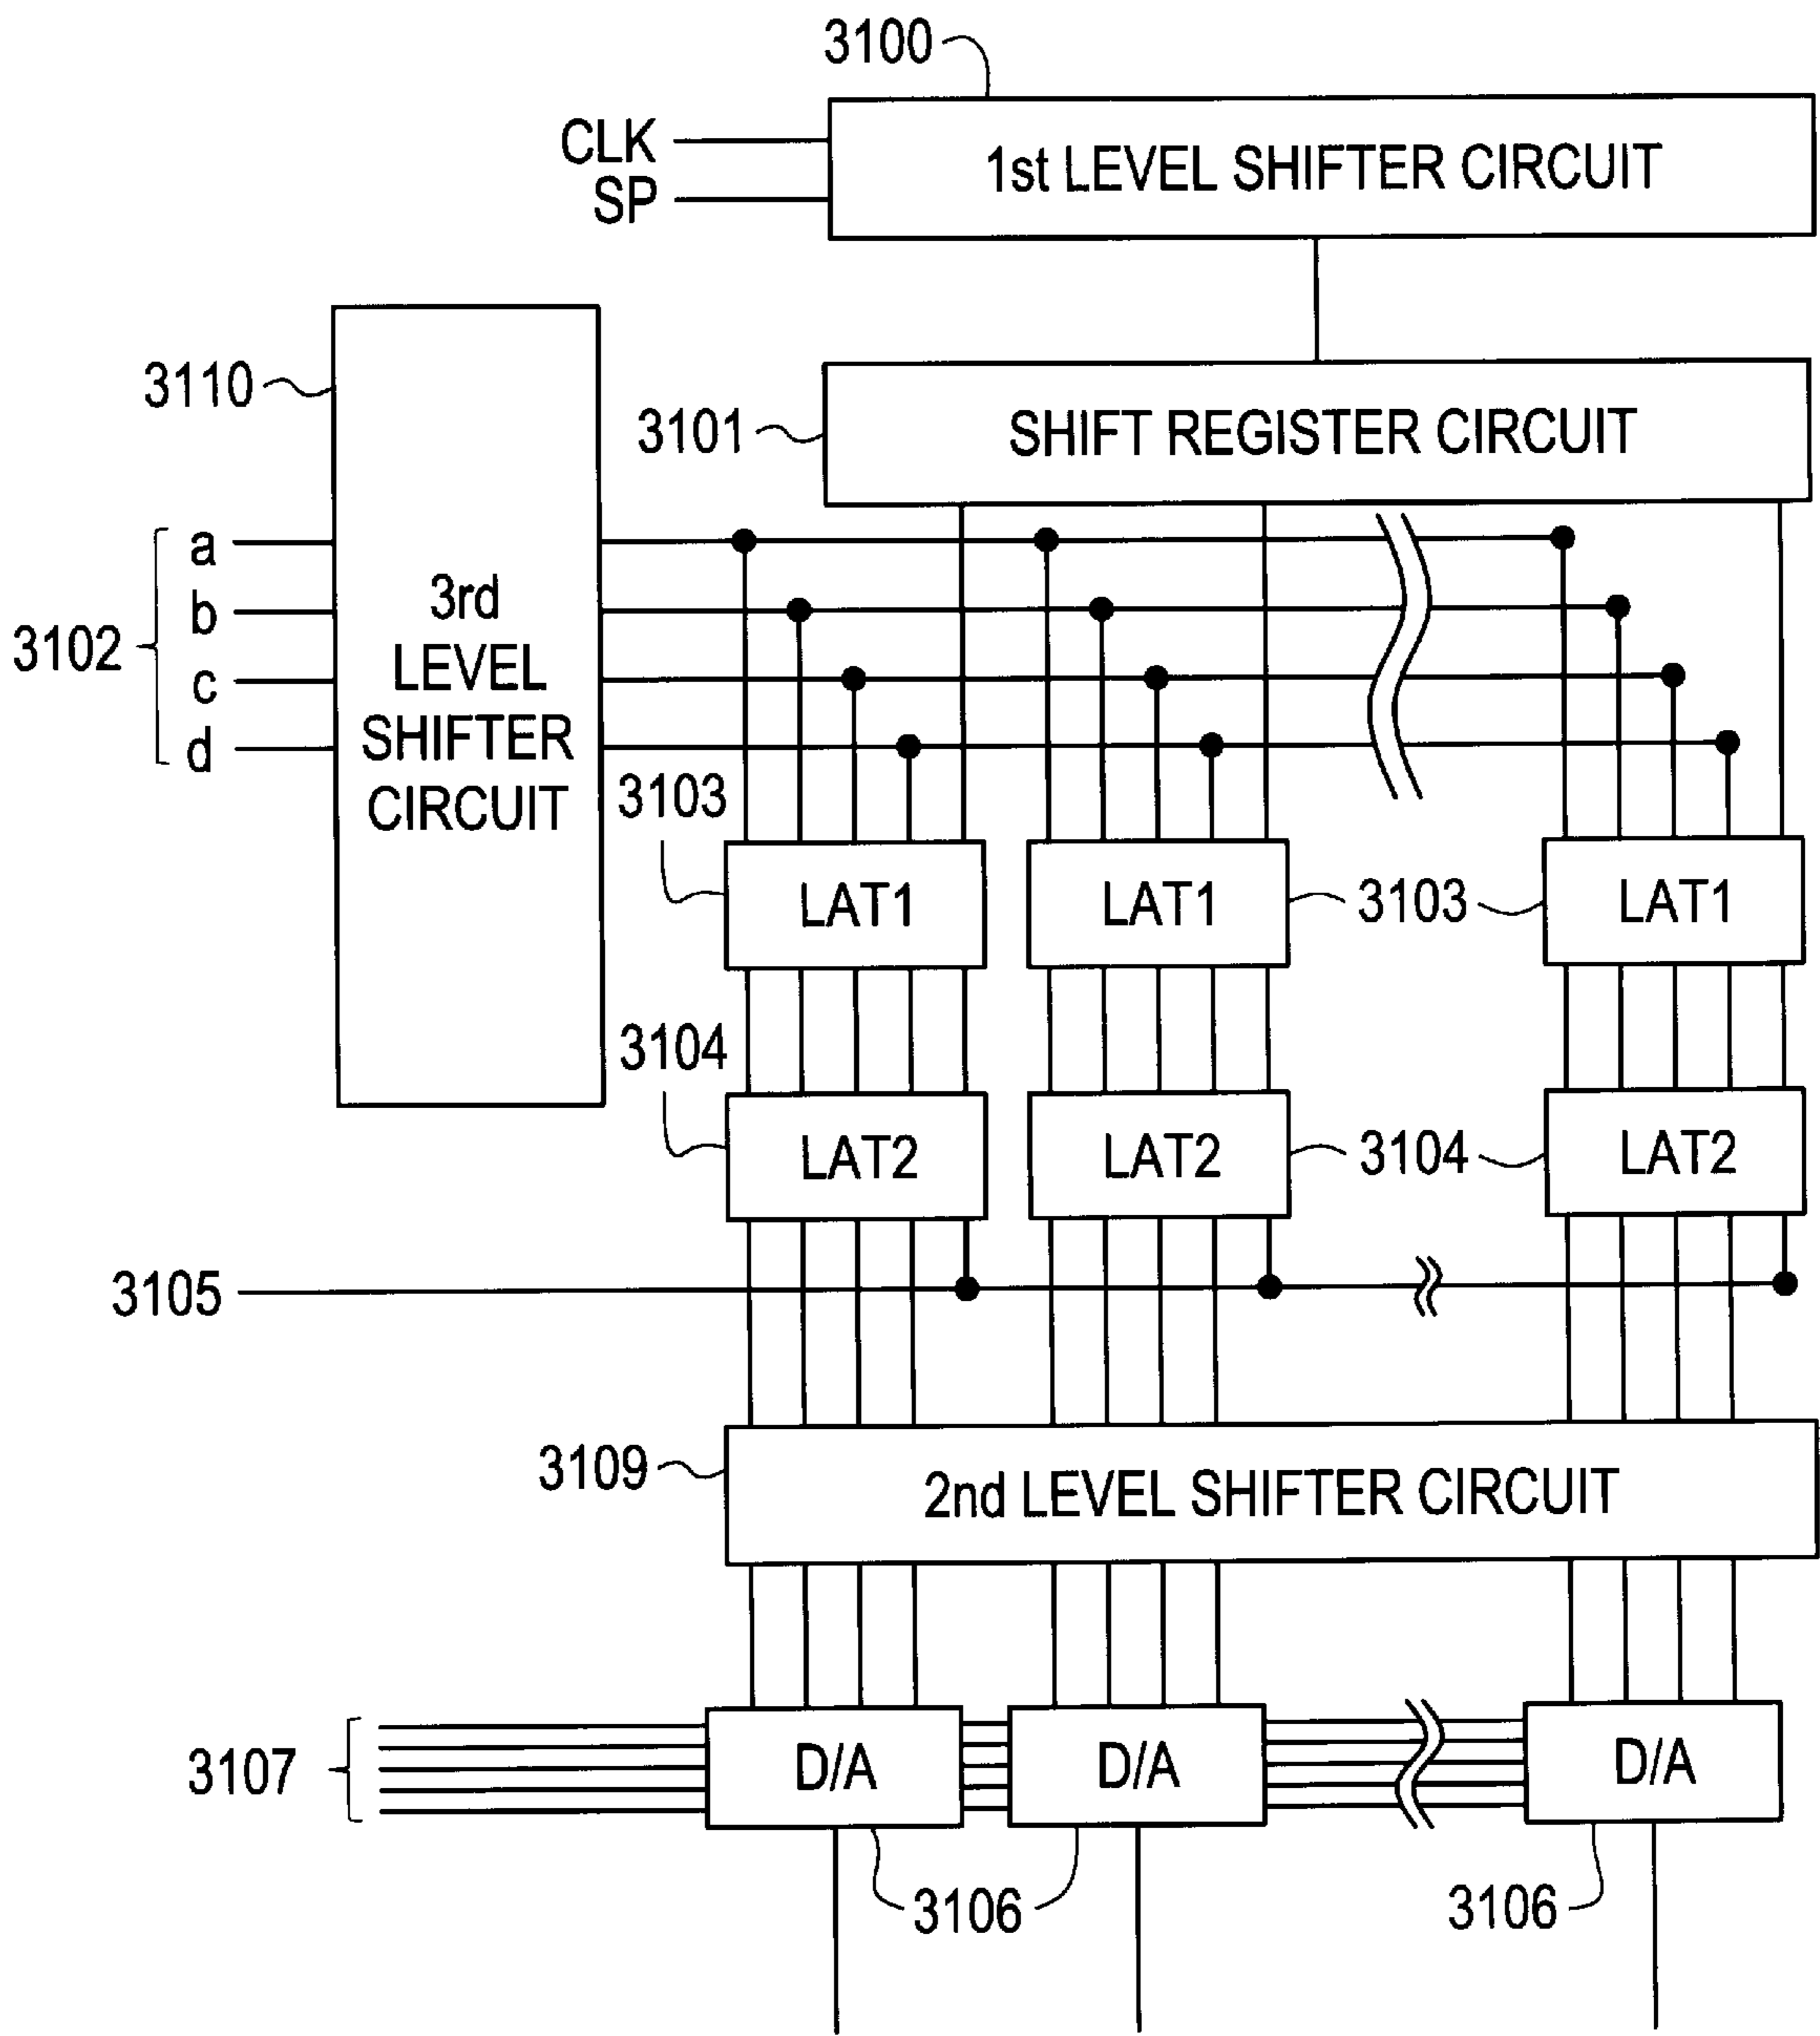 3100
CLK
SP
1st LEVEL SHIFTER CIRCUIT
3110
3101
SHIFT REGISTER CIRCUIT
3102
a
b
c
d
3rd
LEVEL
SHIFTER
CIRCUIT
3103
LAT1
LAT1
3103
LAT1
3104
LAT2
LAT2
3104
LAT2
3105
3109
2nd LEVEL SHIFTER CIRCUIT
3107
D/A
D/A
D/A
3106
3106